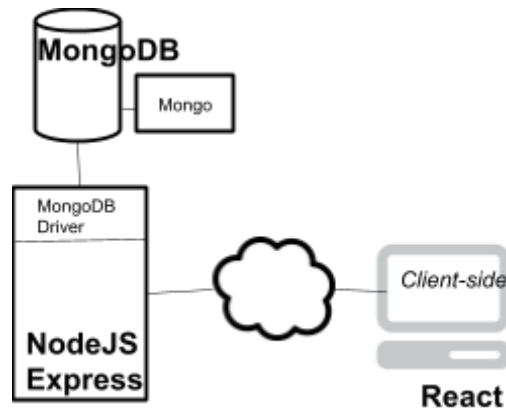 MongoDB
Mongo
MongoDB
Driver
Client-side
NodeJS
Express
React